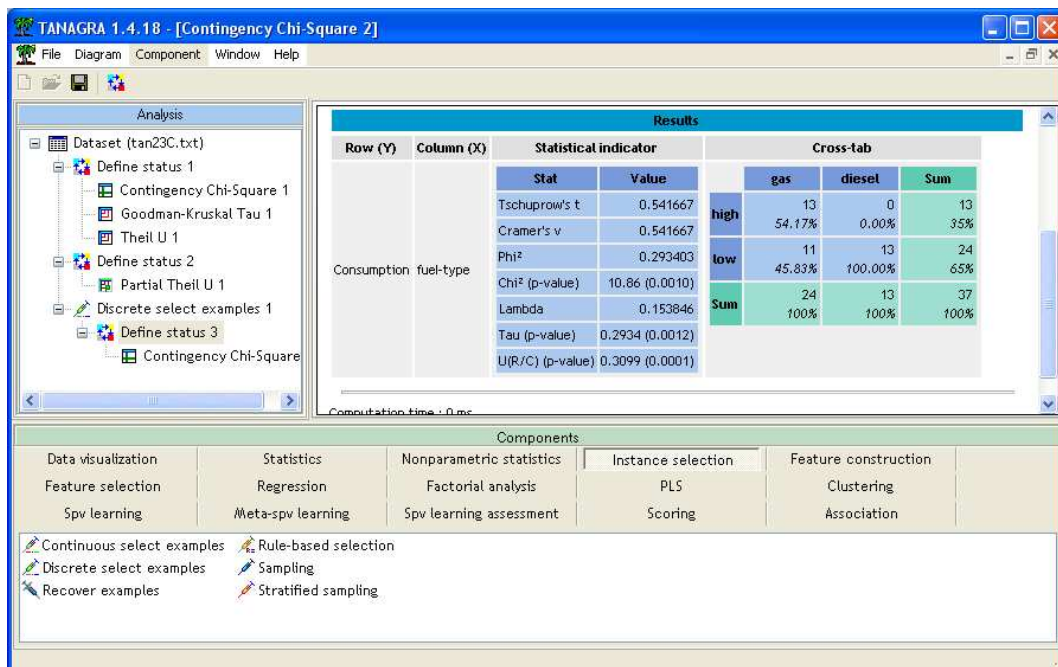 TANAGRA 1.4.18 - [Contingency Chi-Square 2]
File Diagram Component Window Help
Analysis
Dataset (tan23C.txt)
Define status 1
Contingency Chi-Square 1
Goodman-Kruskal Tau 1
Theil U 1
Define status 2
Partial Theil U 1
Discrete select examples 1
Define status 3
Contingency Chi-Square
Results
Row (Y) Column (X) Statistical indicator Cross-tab
Consumption fuel-type
Stat Value
Tschuprow's t 0.541667
Cramer's v 0.541667
Phi² 0.293403
Chi² (p-value) 10.86 (0.0010)
Lambda 0.153846
Tau (p-value) 0.2934 (0.0012)
U(R/C) (p-value) 0.3099 (0.0001)
gas diesel Sum
high 13 0 13
54.17% 0.00% 35%
low 11 13 24
45.83% 100.00% 65%
Sum 24 13 37
100% 100% 100%
Computation time : 0 ms.
Components
Data visualization Statistics Nonparametric statistics Instance selection Feature construction
Feature selection Regression Factorial analysis PLS Clustering
Spv learning Meta-spv learning Spv learning assessment Scoring Association
Continuous select examples Rule-based selection
Discrete select examples Sampling
Recover examples Stratified sampling